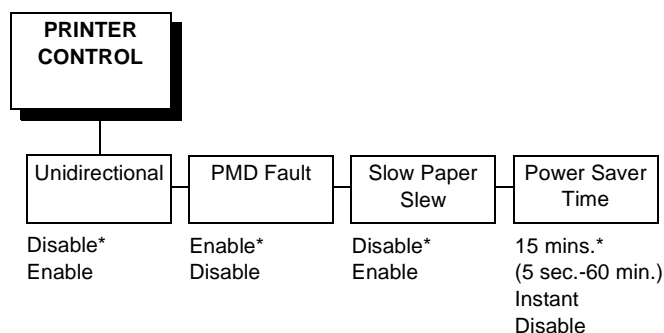 PRINTER
CONTROL
Unidirectional
PMD Fault
Slow Paper
Slew
Power Saver
Time
Disable*
Enable
Enable*
Disable
Disable*
Enable
15 mins.*
(5 sec.-60 min.)
Instant
Disable